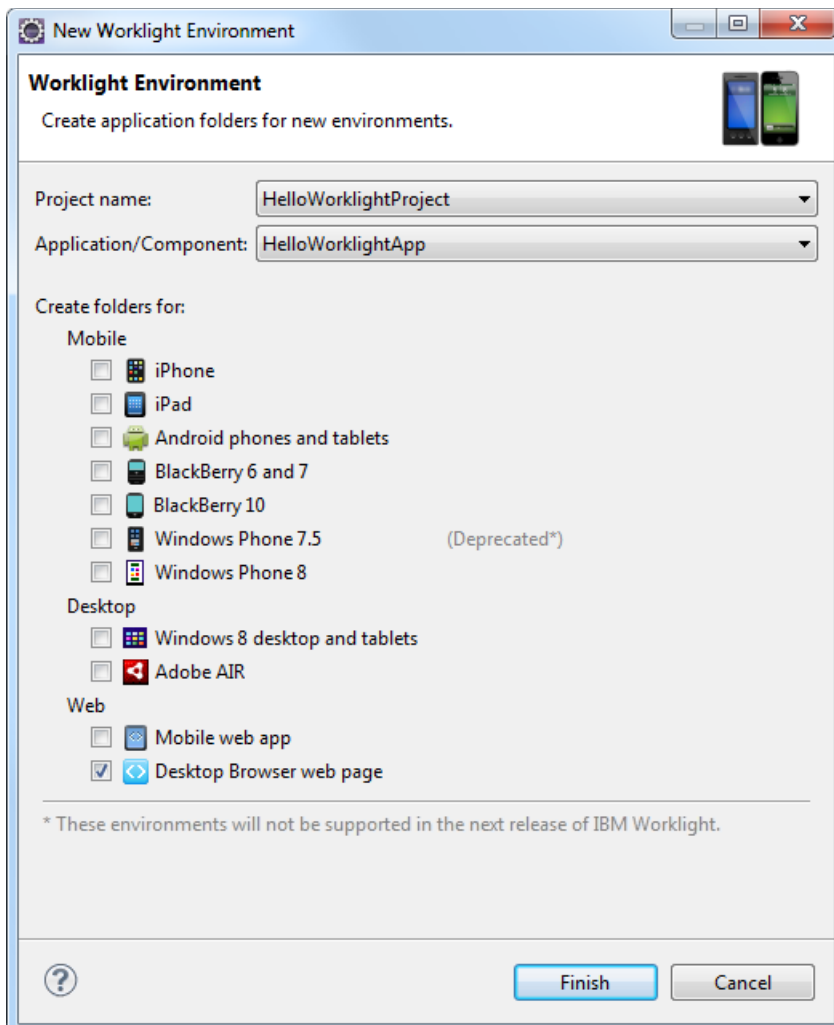 New Worklight Environment
Worklight Environment
Create application folders for new environments.
Project name: HelloWorklightProject
Application/Component: HelloWorklightApp
Create folders for:
Mobile
iPhone
iPad
Android phones and tablets
BlackBerry 6 and 7
BlackBerry 10
Windows Phone 7.5 (Deprecated*)
Windows Phone 8
Desktop
Windows 8 desktop and tablets
Adobe AIR
Web
Mobile web app
Desktop Browser web page
* These environments will not be supported in the next release of IBM Worklight.
? Finish Cancel